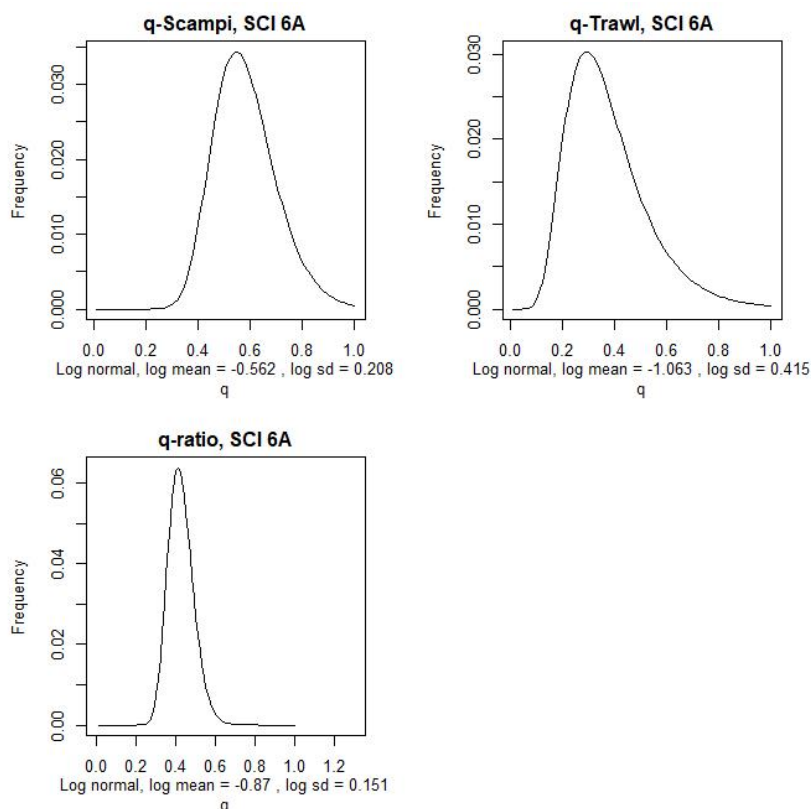 q-Scampi, SCI 6A
Frequency
0.000 0.010 0.020 0.030
0.0 0.2 0.4 0.6 0.8 1.0
Log normal, log mean = -0.562 , log sd = 0.208
q
q-Trawl, SCI 6A
Frequency
0.000 0.010 0.020 0.030
0.0 0.2 0.4 0.6 0.8 1.0
Log normal, log mean = -1.063 , log sd = 0.415
q
q-ratio, SCI 6A
Frequency
0.00 0.02 0.04 0.06
0.0 0.2 0.4 0.6 0.8 1.0 1.2
Log normal, log mean = -0.87 , log sd = 0.151
q